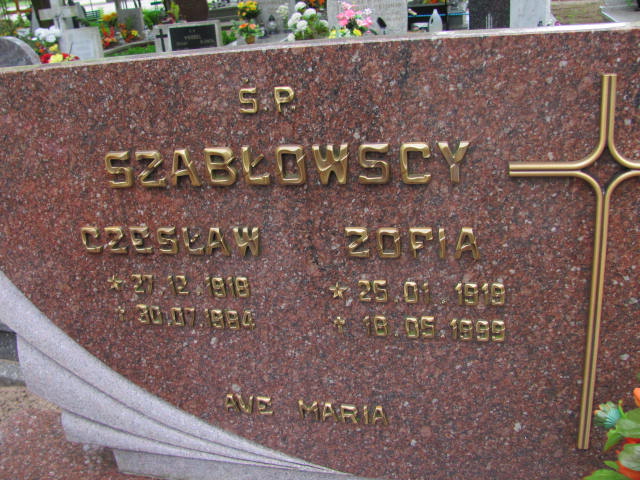 Ś.P.
SZABŁOWSCY
CZESŁAW ZOFIA
* 27.12.1918 * 25.01.1919
† 30.07.1984 † 18.05.1999
AVE MARIA